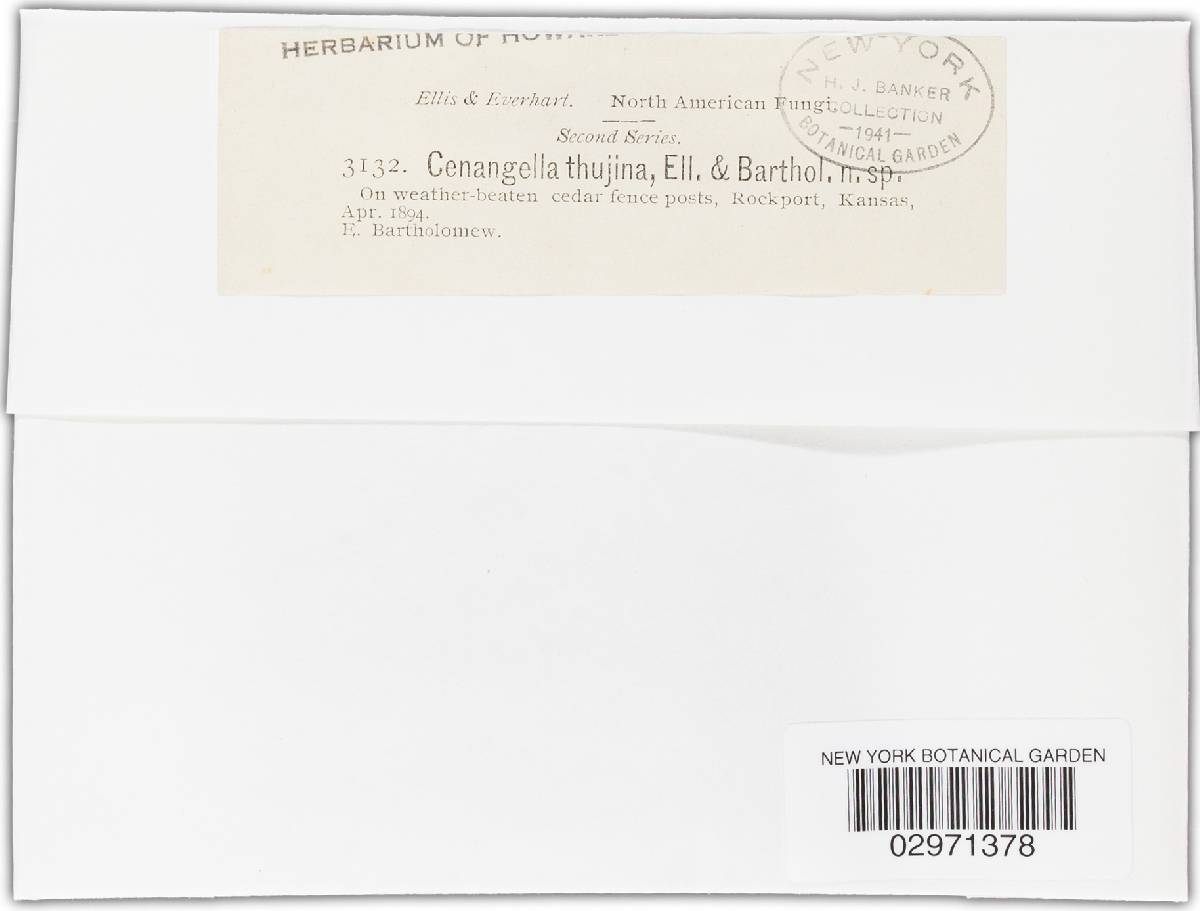 HERBARIUM OF
NEW YORK
H. J. BANKER
COLLECTION
—1941—
BOTANICAL GARDEN
Ellis & Everhart. North American Fungi.
Second Series.
3132. Cenangella thujina, Ell. & Barthol. n. sp.
On weather-beaten cedar fence posts, Rockport, Kansas,
Apr. 1894.
E. Bartholomew.
NEW YORK BOTANICAL GARDEN
02971378